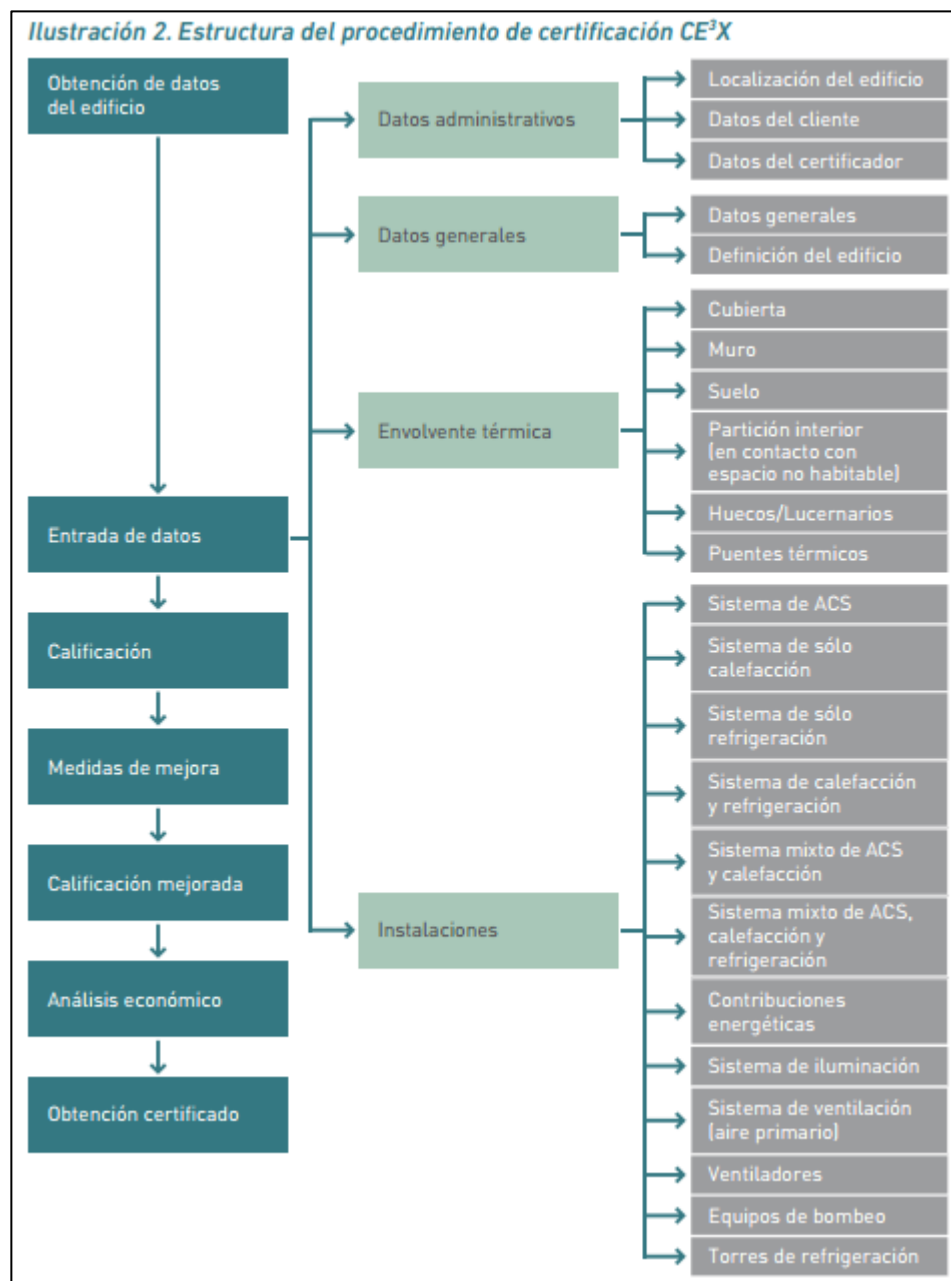 Ilustración 2. Estructura del procedimiento de certificación CE³X
Obtención de datos
del edificio
Entrada de datos
Calificación
Medidas de mejora
Calificación mejorada
Análisis económico
Obtención certificado
Datos administrativos
Datos generales
Envolvente térmica
Instalaciones
Localización del edificio
Datos del cliente
Datos del certificador
Datos generales
Definición del edificio
Cubierta
Muro
Suelo
Partición interior
(en contacto con
espacio no habitable)
Huecos/Lucernarios
Puentes térmicos
Sistema de ACS
Sistema de sólo
calefacción
Sistema de sólo
refrigeración
Sistema de calefacción
y refrigeración
Sistema mixto de ACS
y calefacción
Sistema mixto de ACS,
calefacción y
refrigeración
Contribuciones
energéticas
Sistema de iluminación
Sistema de ventilación
(aire primario)
Ventiladores
Equipos de bombeo
Torres de refrigeración